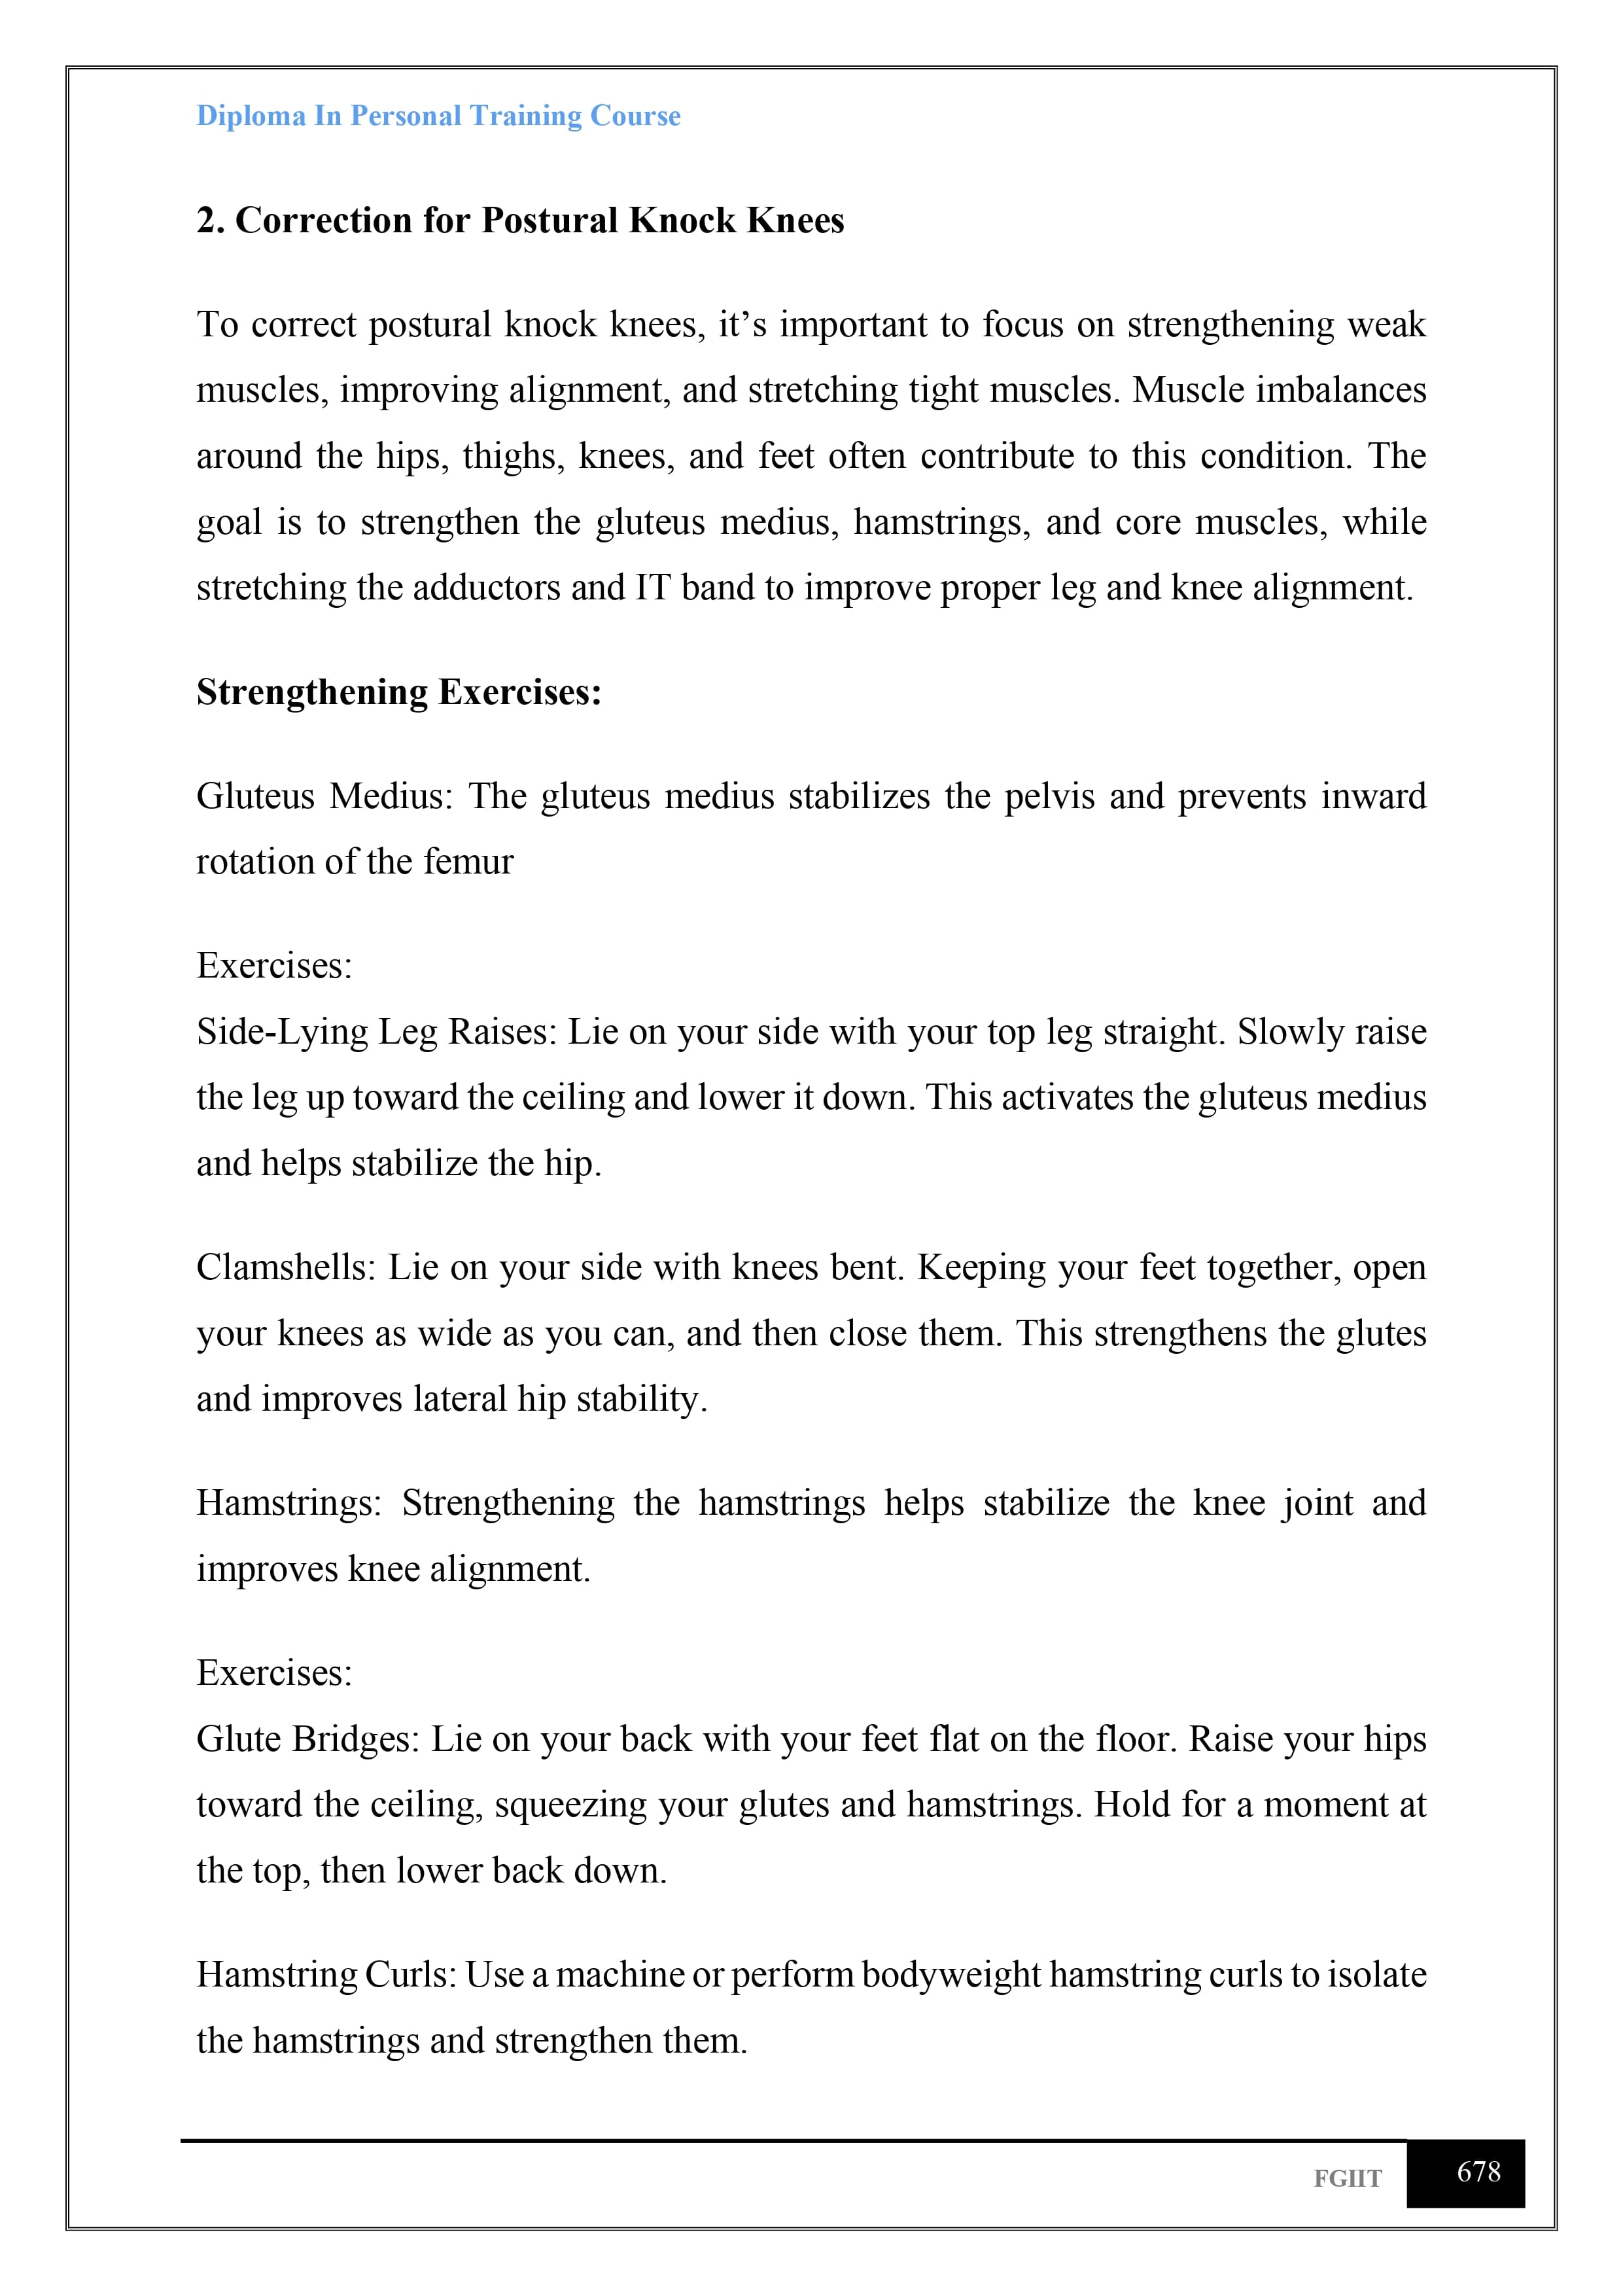 Diploma In Personal Training Course
2. Correction for Postural Knock Knees
To correct postural knock knees, it’s important to focus on strengthening weak
muscles, improving alignment, and stretching tight muscles. Muscle imbalances
around the hips, thighs, knees, and feet often contribute to this condition. The
goal is to strengthen the gluteus medius, hamstrings, and core muscles, while
stretching the adductors and IT band to improve proper leg and knee alignment.
Strengthening Exercises:
Gluteus Medius: The gluteus medius stabilizes the pelvis and prevents inward
rotation of the femur
Exercises:
Side-Lying Leg Raises: Lie on your side with your top leg straight. Slowly raise
the leg up toward the ceiling and lower it down. This activates the gluteus medius
and helps stabilize the hip.
Clamshells: Lie on your side with knees bent. Keeping your feet together, open
your knees as wide as you can, and then close them. This strengthens the glutes
and improves lateral hip stability.
Hamstrings: Strengthening the hamstrings helps stabilize the knee joint and
improves knee alignment.
Exercises:
Glute Bridges: Lie on your back with your feet flat on the floor. Raise your hips
toward the ceiling, squeezing your glutes and hamstrings. Hold for a moment at
the top, then lower back down.
Hamstring Curls: Use a machine or perform bodyweight hamstring curls to isolate
the hamstrings and strengthen them.
FGIIT 678